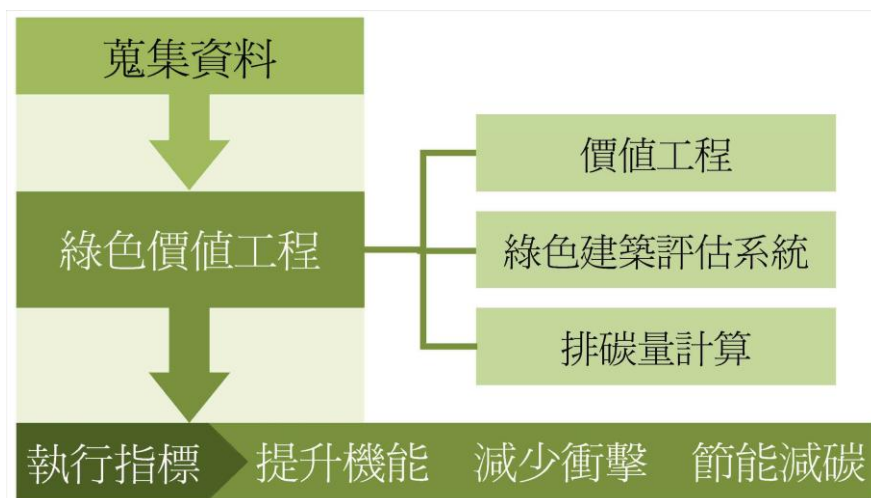 蒐集資料
綠色價值工程
價值工程
綠色建築評估系統
排碳量計算
執行指標 提升機能 減少衝擊 節能減碳